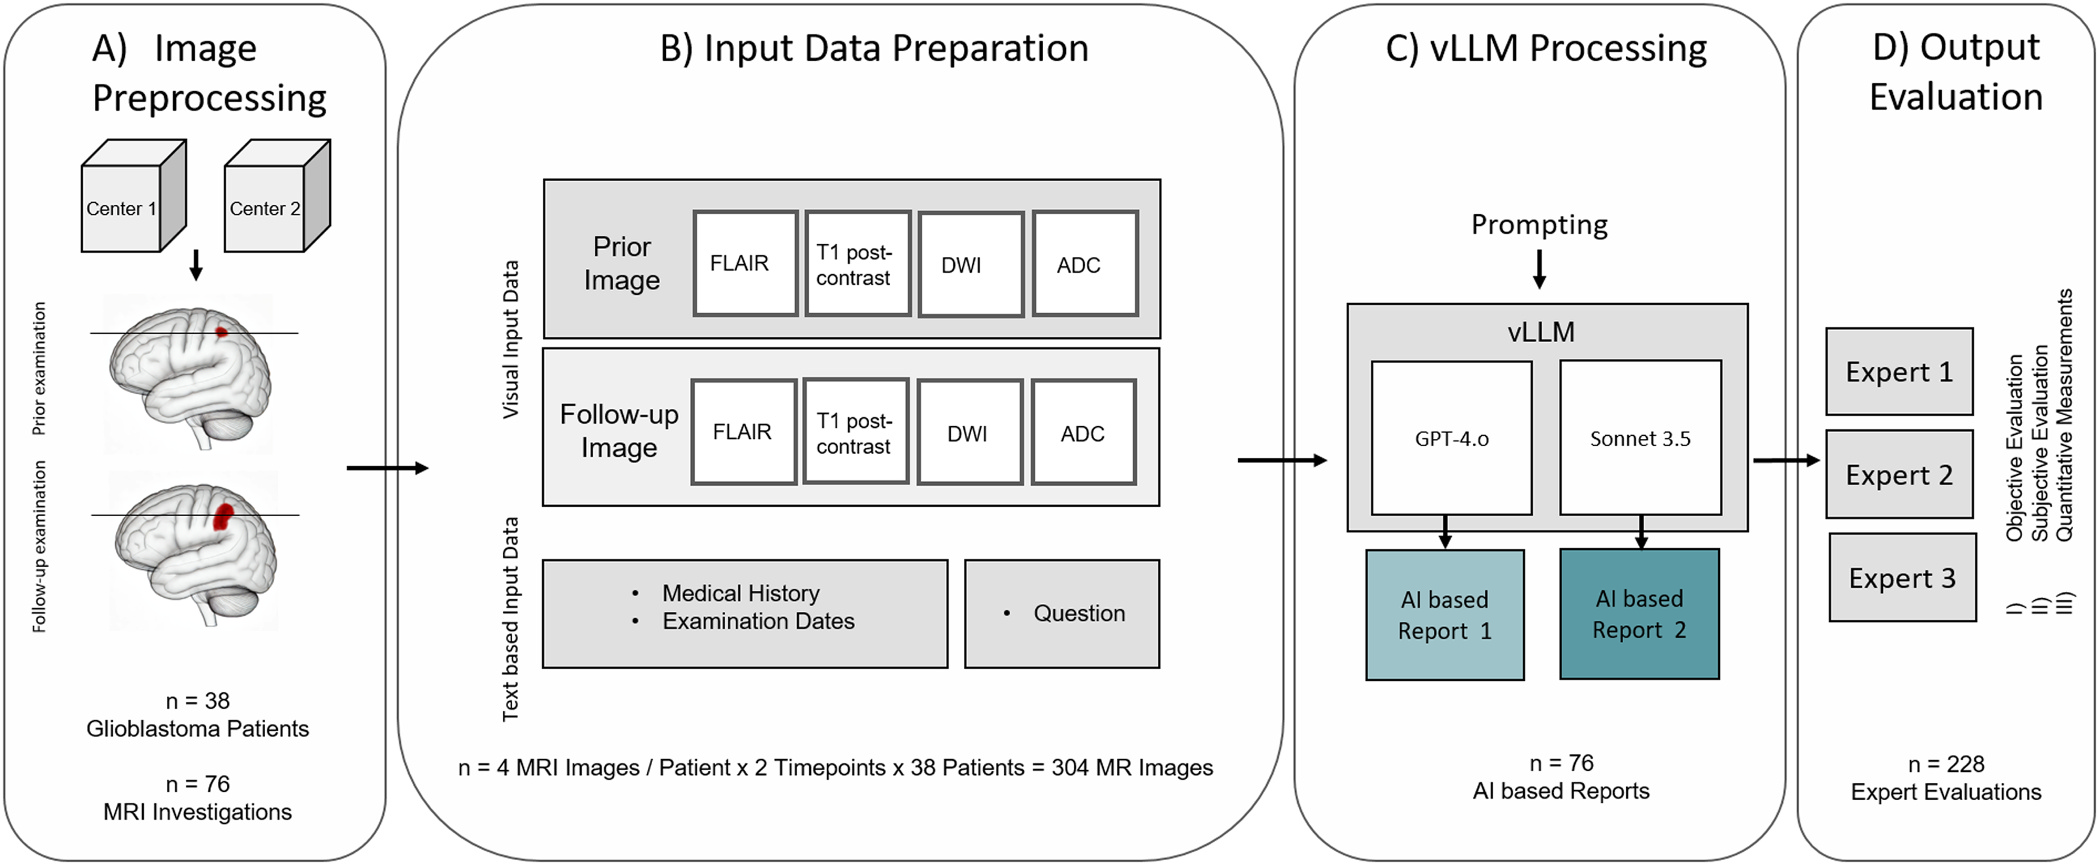 A) Image
Preprocessing
Center 1
Center 2
Prior examination
Follow-up examination
n = 38
Glioblastoma Patients
n = 76
MRI Investigations
B) Input Data Preparation
Visual Input Data
Prior
Image
FLAIR
T1 post-
contrast
DWI
ADC
Follow-up
Image
FLAIR
T1 post-
contrast
DWI
ADC
Text based Input Data
• Medical History
• Examination Dates
• Question
n = 4 MRI Images / Patient x 2 Timepoints x 38 Patients = 304 MR Images
C) vLLM Processing
Prompting
vLLM
GPT-4.o
Sonnet 3.5
AI based
Report 1
AI based
Report 2
n = 76
AI based Reports
D) Output
Evaluation
Expert 1
Expert 2
Expert 3
I) Objective Evaluation
II) Subjective Evaluation
III) Quantitative Measurements
n = 228
Expert Evaluations